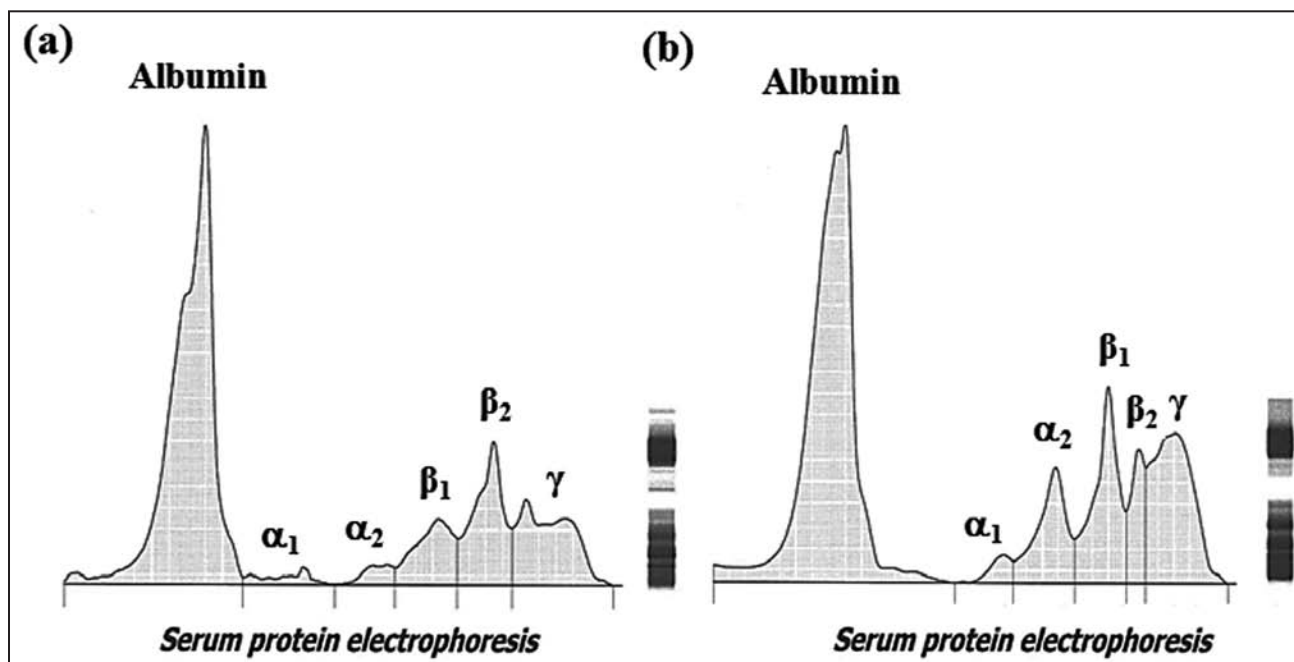 (a)
Albumin
α1
α2
β1
β2
γ
Serum protein electrophoresis
(b)
Albumin
α1
α2
β1
β2
γ
Serum protein electrophoresis